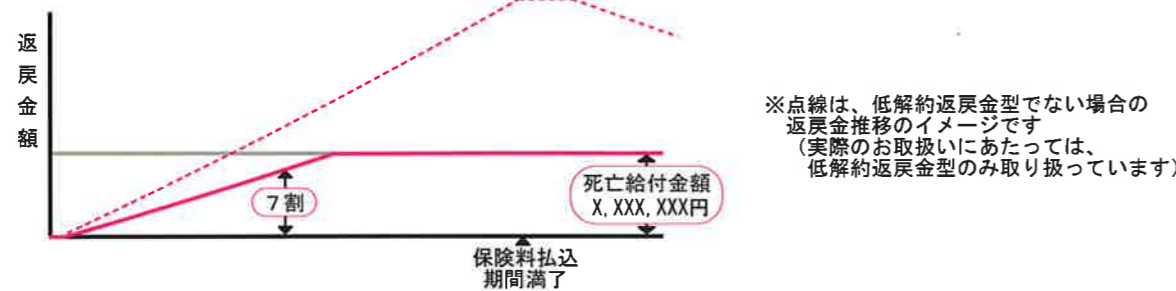 返戻金額
※点線は、低解約返戻金型でない場合の
返戻金推移のイメージです
（実際のお取扱いにあたっては、
低解約返戻金型のみ取り扱っています）
７割
死亡給付金額
X,XXX,XXX円
保険料払込
期間満了